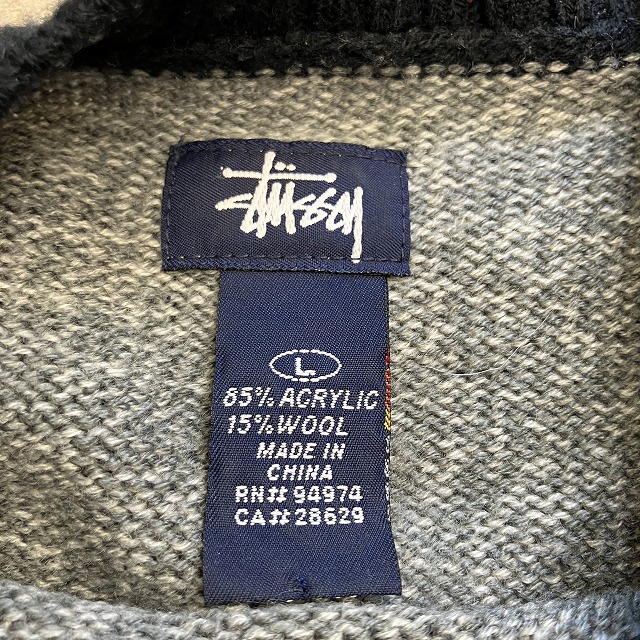 Stüssy
L
85% ACRYLIC
15% WOOL
MADE IN
CHINA
RN# 94974
CA# 28629